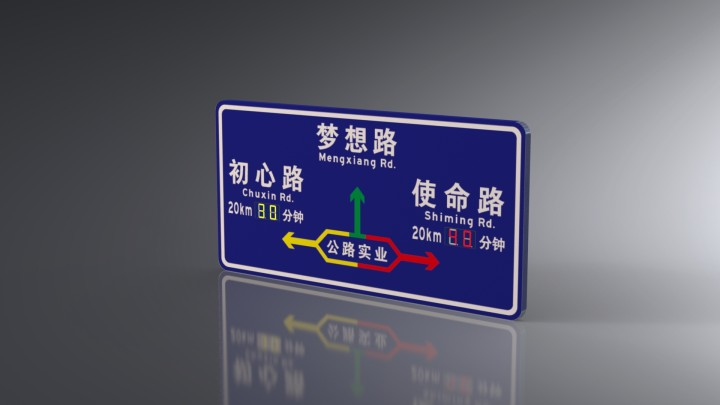 梦想路
Mengxiang Rd.
初心路
Chuxin Rd.
20km 分钟
使命路
Shiming Rd.
20km 分钟
公路实业